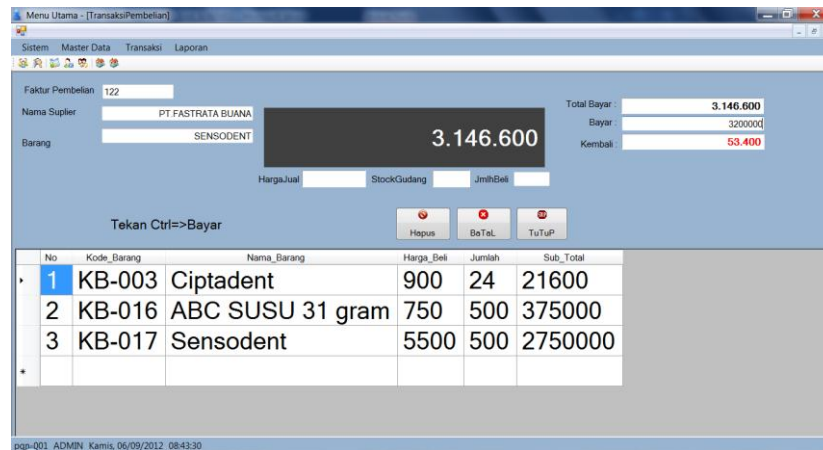 Menu Utama - [TransaksiPembelian]
Sistem Master Data Transaksi Laporan
Faktur Pembelian 122
Nama Suplier PT.FASTRATA BUANA
Barang SENSODENT
3.146.600
Total Bayar : 3.146.600
Bayar : 3200000
Kembali : 53.400
HargaJual StockGudang JmlhBeli
Tekan Ctrl=>Bayar
Hapus BaTaL TuTuP
No Kode_Barang Nama_Barang Harga_Beli Jumlah Sub_Total
1 KB-003 Ciptadent 900 24 21600
2 KB-016 ABC SUSU 31 gram 750 500 375000
3 KB-017 Sensodent 5500 500 2750000
pgn-001 ADMIN Kamis, 06/09/2012 08:43:30